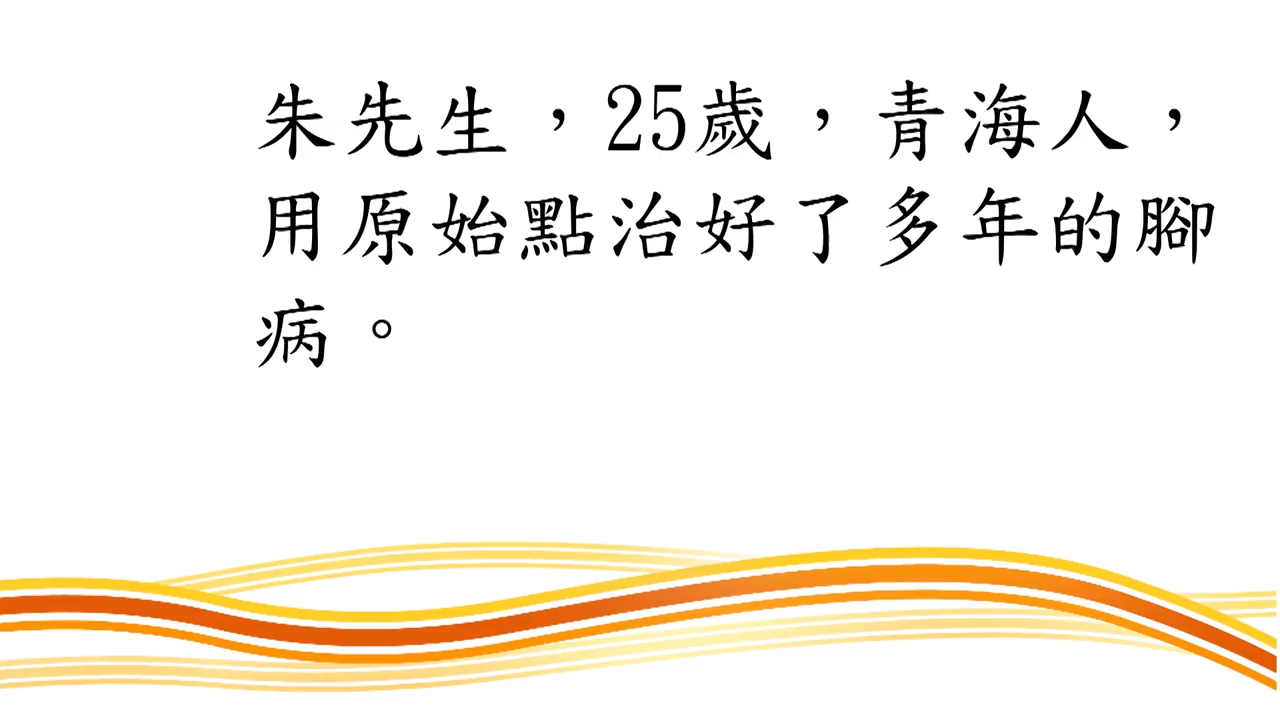 朱先生，25歲，青海人，
用原始點治好了多年的腳
病。